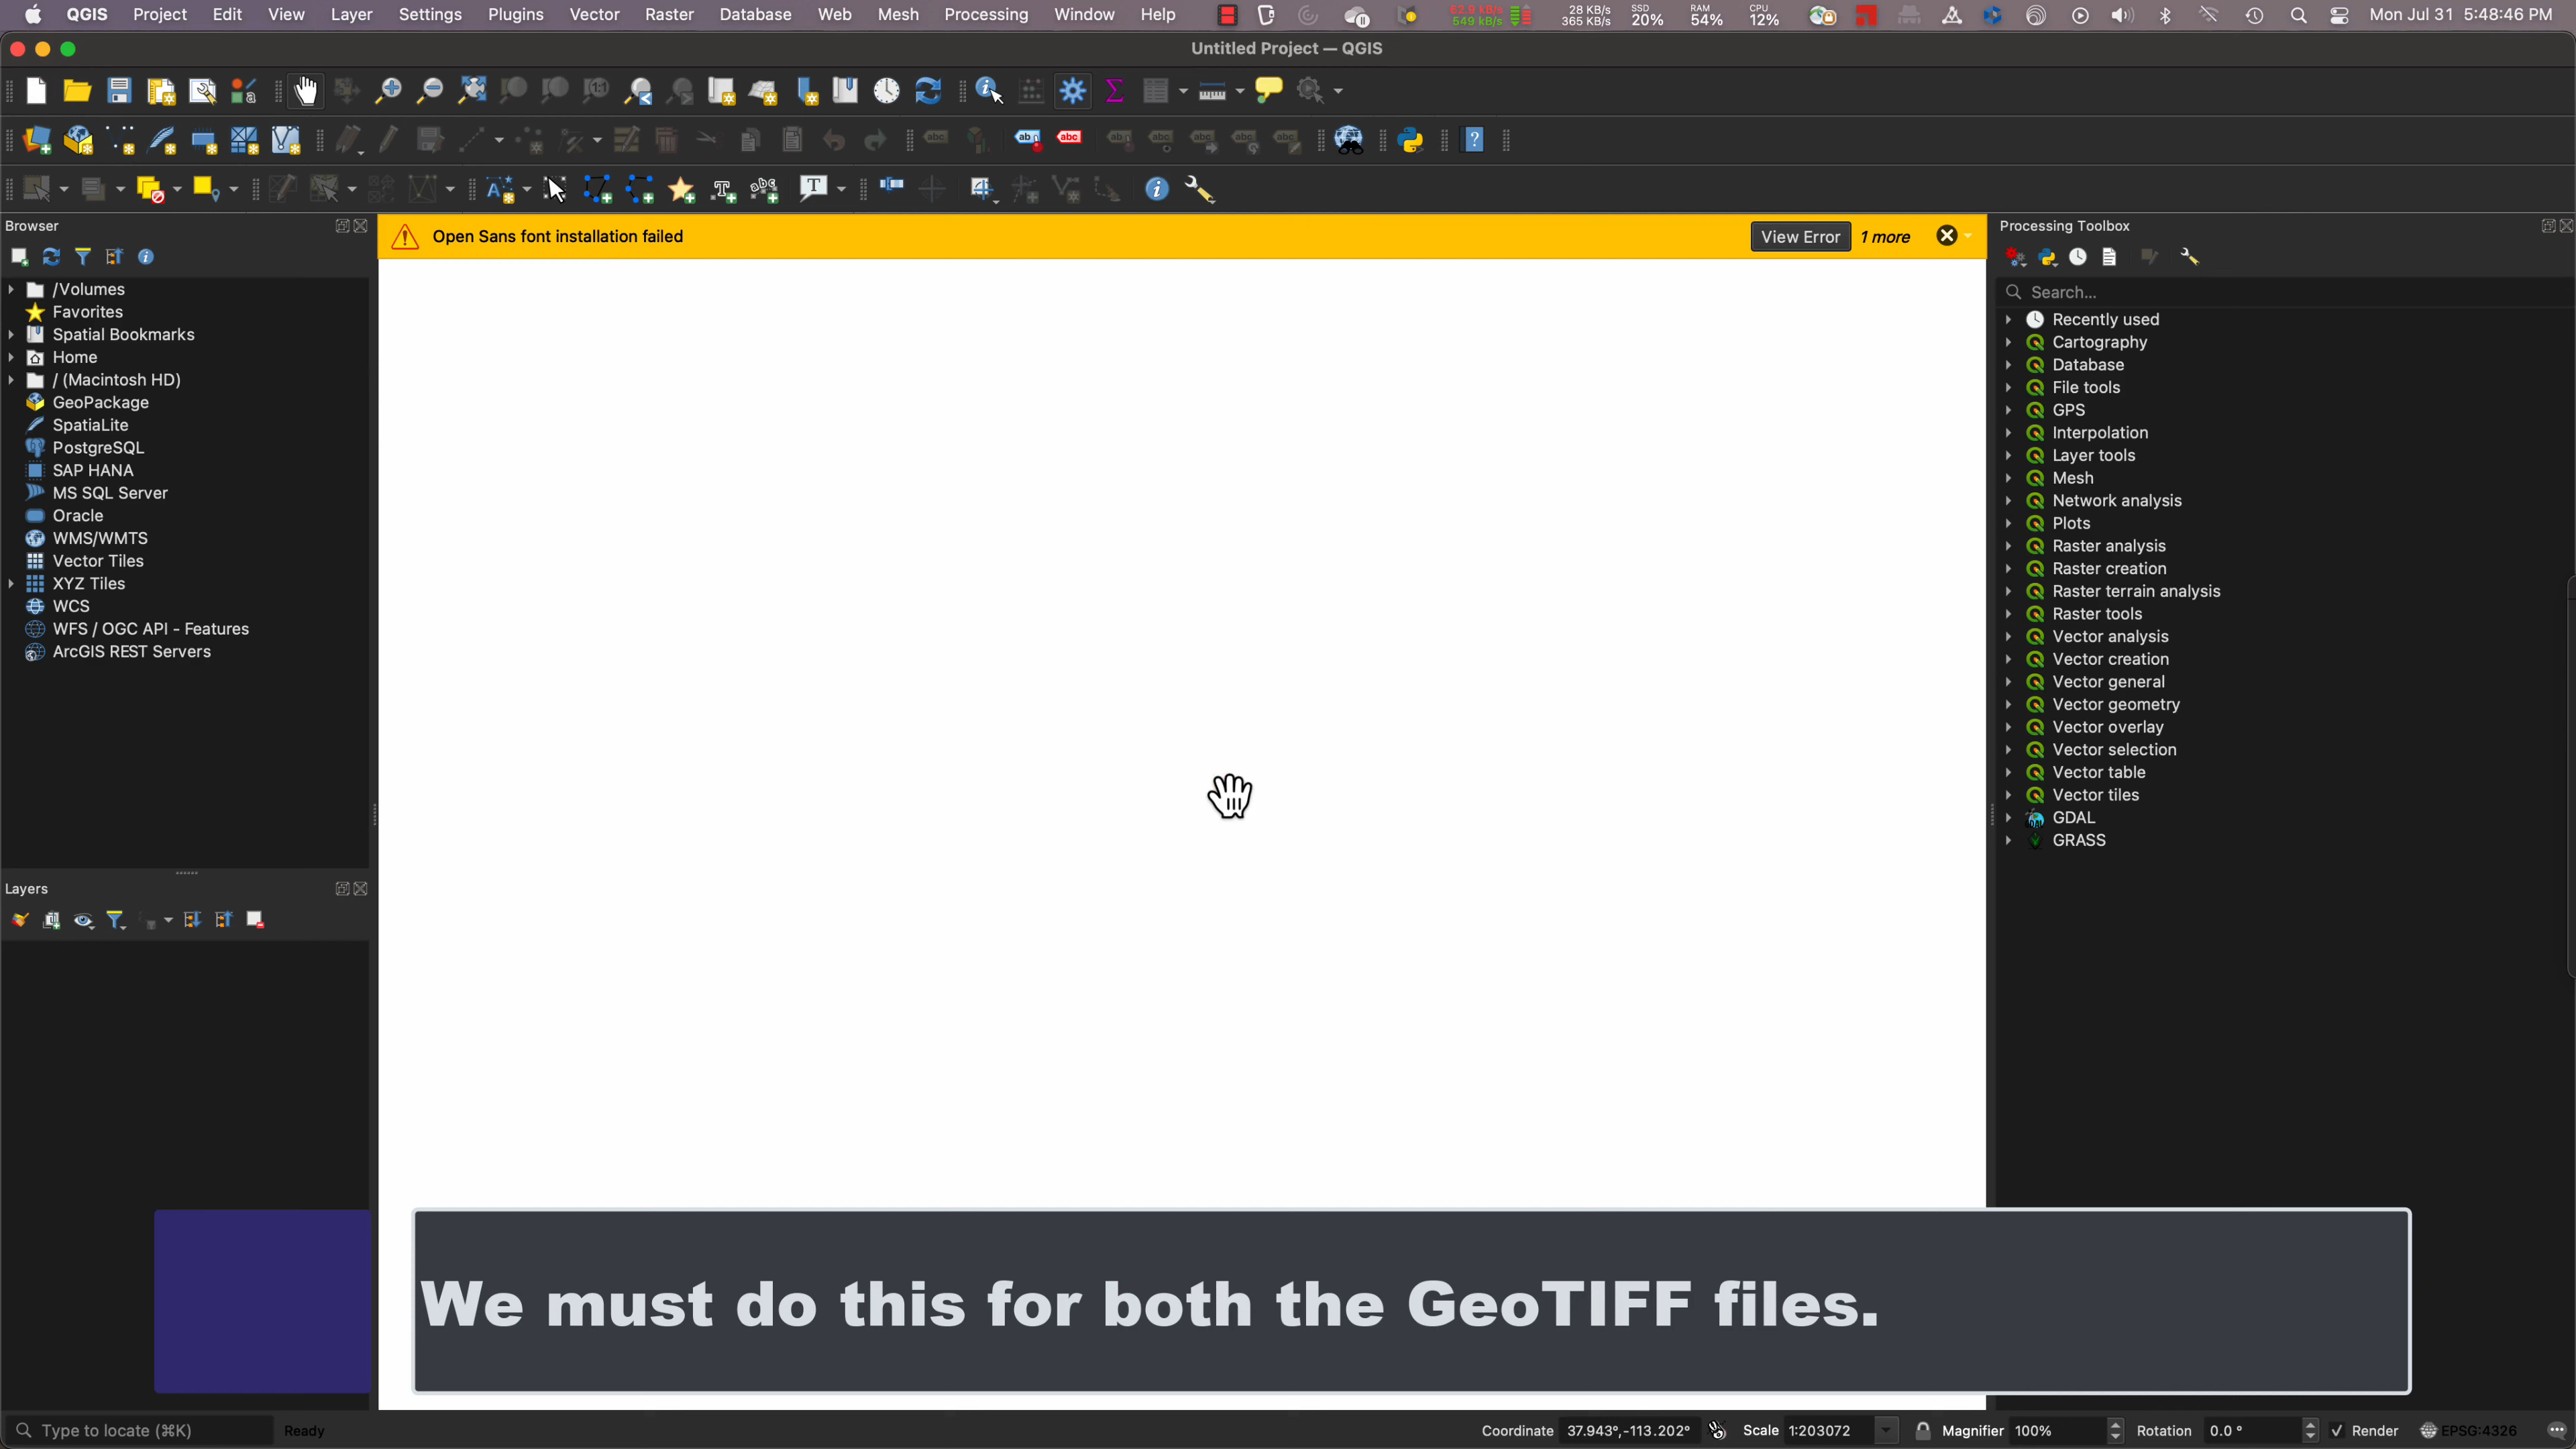 QGIS Project Edit View Layer Settings Plugins Vector Raster Database Web Mesh Processing Window Help
62.9 kB/s 28 KB/s SSD RAM CPU
549 kB/s 365 KB/s 20% 54% 12% Mon Jul 31 5:48:46 PM
Untitled Project — QGIS
Browser
Open Sans font installation failed View Error 1 more
Processing Toolbox
Search...
/Volumes
Favorites
Spatial Bookmarks
Home
/ (Macintosh HD)
GeoPackage
SpatiaLite
PostgreSQL
SAP HANA
MS SQL Server
Oracle
WMS/WMTS
Vector Tiles
XYZ Tiles
WCS
WFS / OGC API - Features
ArcGIS REST Servers
Recently used
Cartography
Database
File tools
GPS
Interpolation
Layer tools
Mesh
Network analysis
Plots
Raster analysis
Raster creation
Raster terrain analysis
Raster tools
Vector analysis
Vector creation
Vector general
Vector geometry
Vector overlay
Vector selection
Vector table
Vector tiles
GDAL
GRASS
Layers
We must do this for both the GeoTIFF files.
Type to locate (⌘K) Ready Coordinate 37.943°,-113.202° Scale 1:203072 Magnifier 100% Rotation 0.0 ° Render EPSG:4326